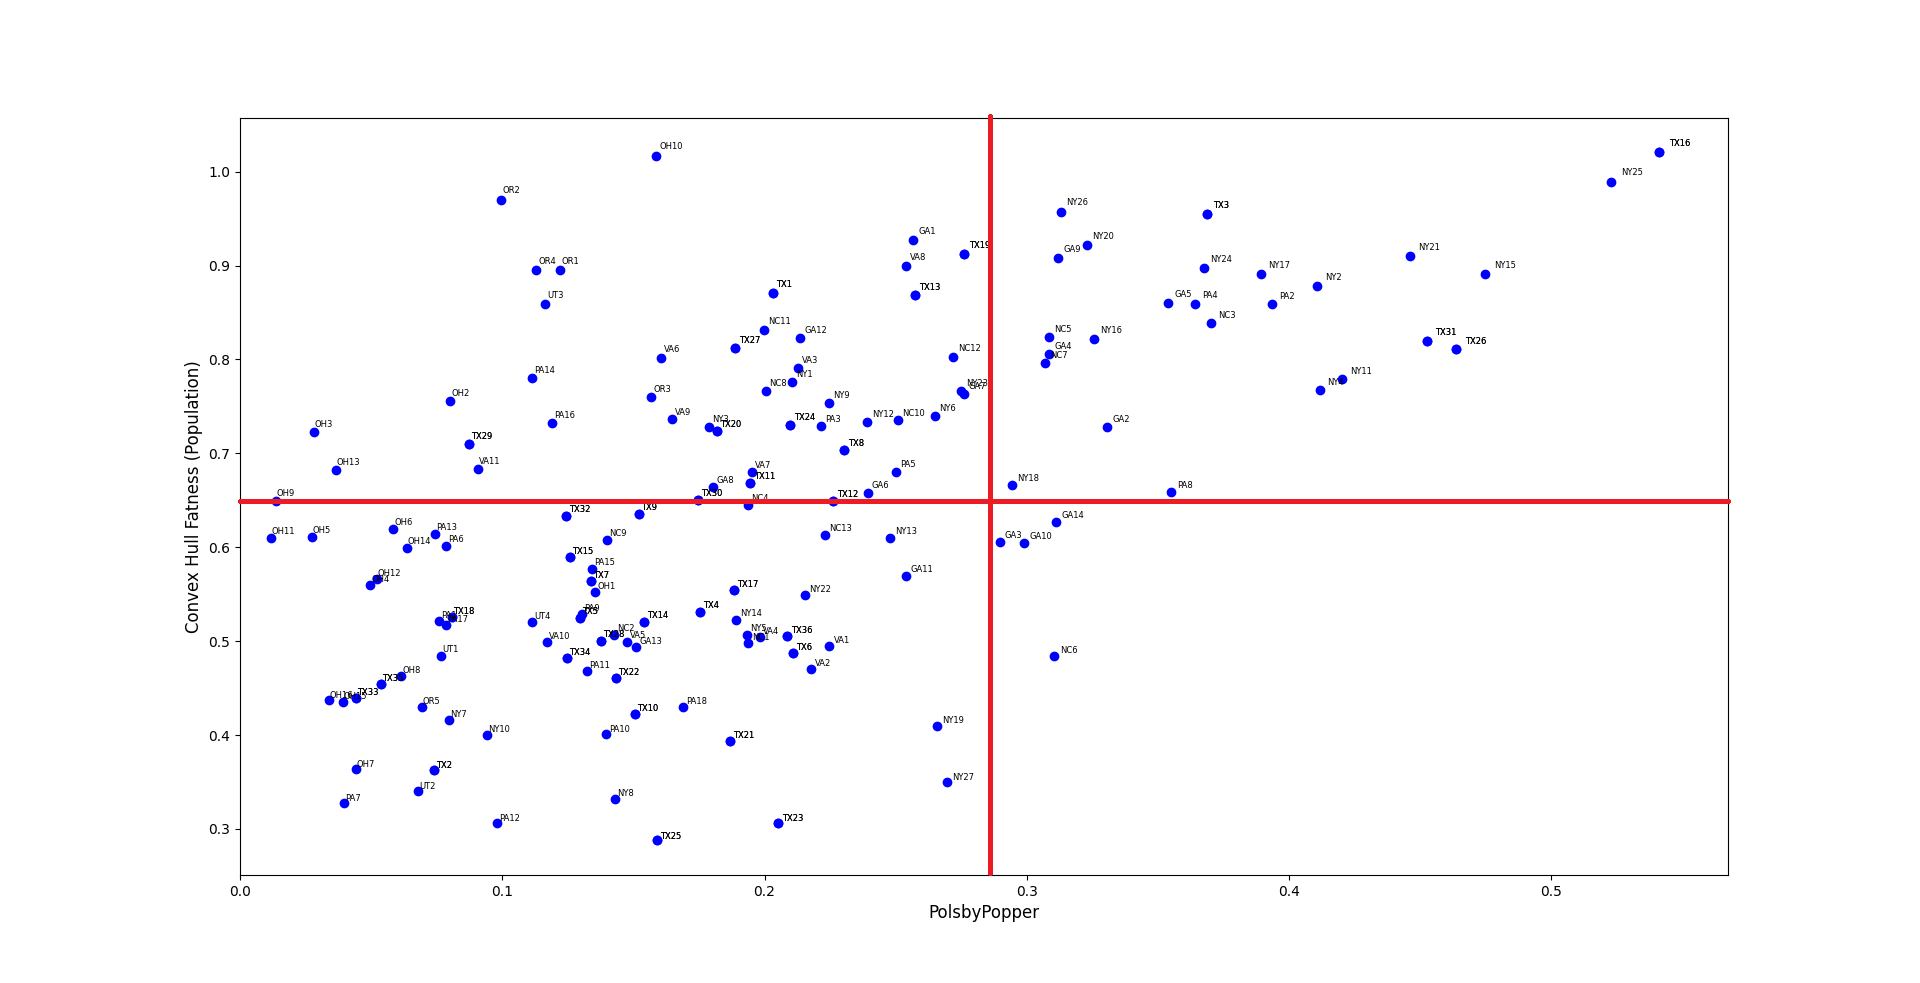 OH10
TX16
NY25
OR2
NY26
TX3
GA1
TX19
NY20
GA9
NY21
VA8
OR4
OR1
NY24
NY17
NY15
TX1
TX13
NY2
UT3
GA5
PA4
PA2
NC11
GA12
NC3
NC5
NY16
TX31
TX27
GA4
TX26
VA6
NC12
NC7
VA3
NY1
PA14
NY11
NC8
OH2
OR3
NY9
NY6
VA9
NY3
TX20
TX24
PA3
NY12
NC10
PA16
GA2
OH3
TX29
TX8
OH13
VA11
VA7
TX11
PA5
GA8
GA6
NY18
PA8
OH9
TX30
TX12
NC4
TX32
TX9
GA14
OH6
PA13
OH11
OH5
OH14
PA6
NC9
NC13
NY13
GA3
GA10
TX15
PA15
TX7
OH12
OH1
GA11
TX17
NY22
TX18
TX4
UT4
TX14
NY14
NC2
VA10
VA5
GA13
NY5
VA4
TX36
VA1
UT1
TX34
TX6
NC6
PA11
VA2
OH8
TX22
TX33
OR5
NY7
TX10
PA18
NY10
PA10
TX21
NY19
OH7
TX2
UT2
PA7
NY8
NY27
PA12
TX23
TX25
1.0
0.9
0.8
0.7
0.6
0.5
0.4
0.3
Convex Hull Fatness (Population)
0.0 0.1 0.2 0.3 0.4 0.5
PolsbyPopper